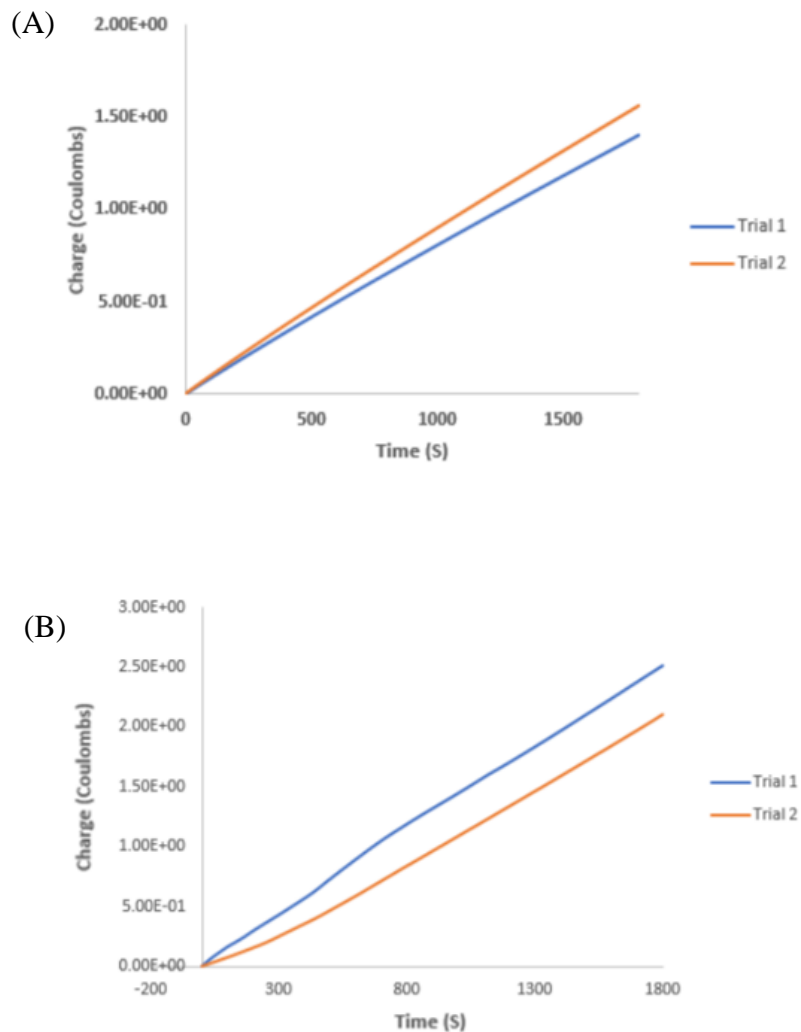 (A)
2.00E+00
1.50E+00
1.00E+00
5.00E-01
0.00E+00
Charge (Coulombs)
0 500 1000 1500
Time (S)
Trial 1
Trial 2
(B)
3.00E+00
2.50E+00
2.00E+00
1.50E+00
1.00E+00
5.00E-01
0.00E+00
Charge (Coulombs)
-200 300 800 1300 1800
Time (S)
Trial 1
Trial 2